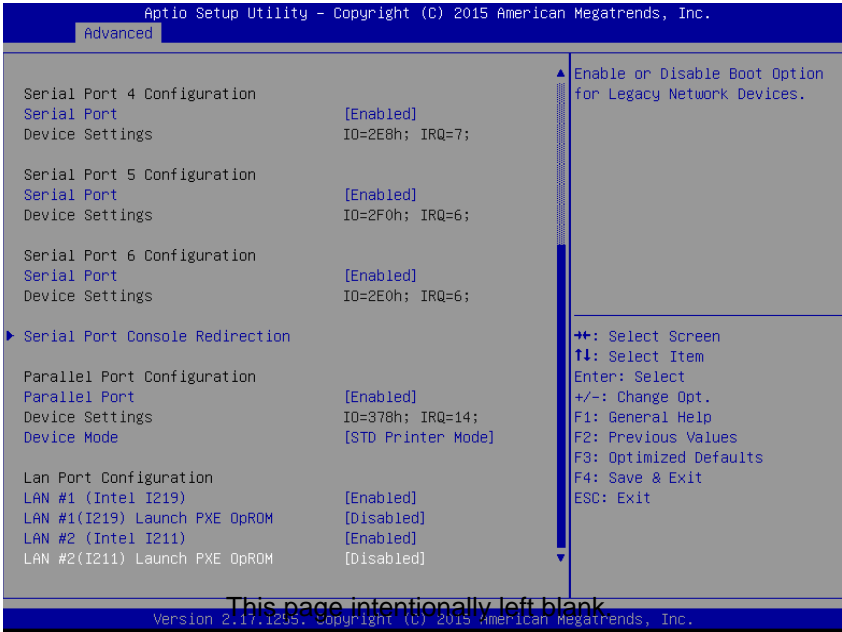 Aptio Setup Utility – Copyright (C) 2015 American Megatrends, Inc.
Advanced
Serial Port 4 Configuration
Serial Port [Enabled]
Device Settings IO=2E8h; IRQ=7;
Serial Port 5 Configuration
Serial Port [Enabled]
Device Settings IO=2F0h; IRQ=6;
Serial Port 6 Configuration
Serial Port [Enabled]
Device Settings IO=2E0h; IRQ=6;
Serial Port Console Redirection
Parallel Port Configuration
Parallel Port [Enabled]
Device Settings IO=378h; IRQ=14;
Device Mode [STD Printer Mode]
Lan Port Configuration
LAN #1 (Intel I219) [Enabled]
LAN #1(I219) Launch PXE OpROM [Disabled]
LAN #2 (Intel I211) [Enabled]
LAN #2(I211) Launch PXE OpROM [Disabled]
Enable or Disable Boot Option
for Legacy Network Devices.
→←: Select Screen
↑↓: Select Item
Enter: Select
+/-: Change Opt.
F1: General Help
F2: Previous Values
F3: Optimized Defaults
F4: Save & Exit
ESC: Exit
This page intentionally left blank.
Version 2.17.1255. Copyright (C) 2015 American Megatrends, Inc.